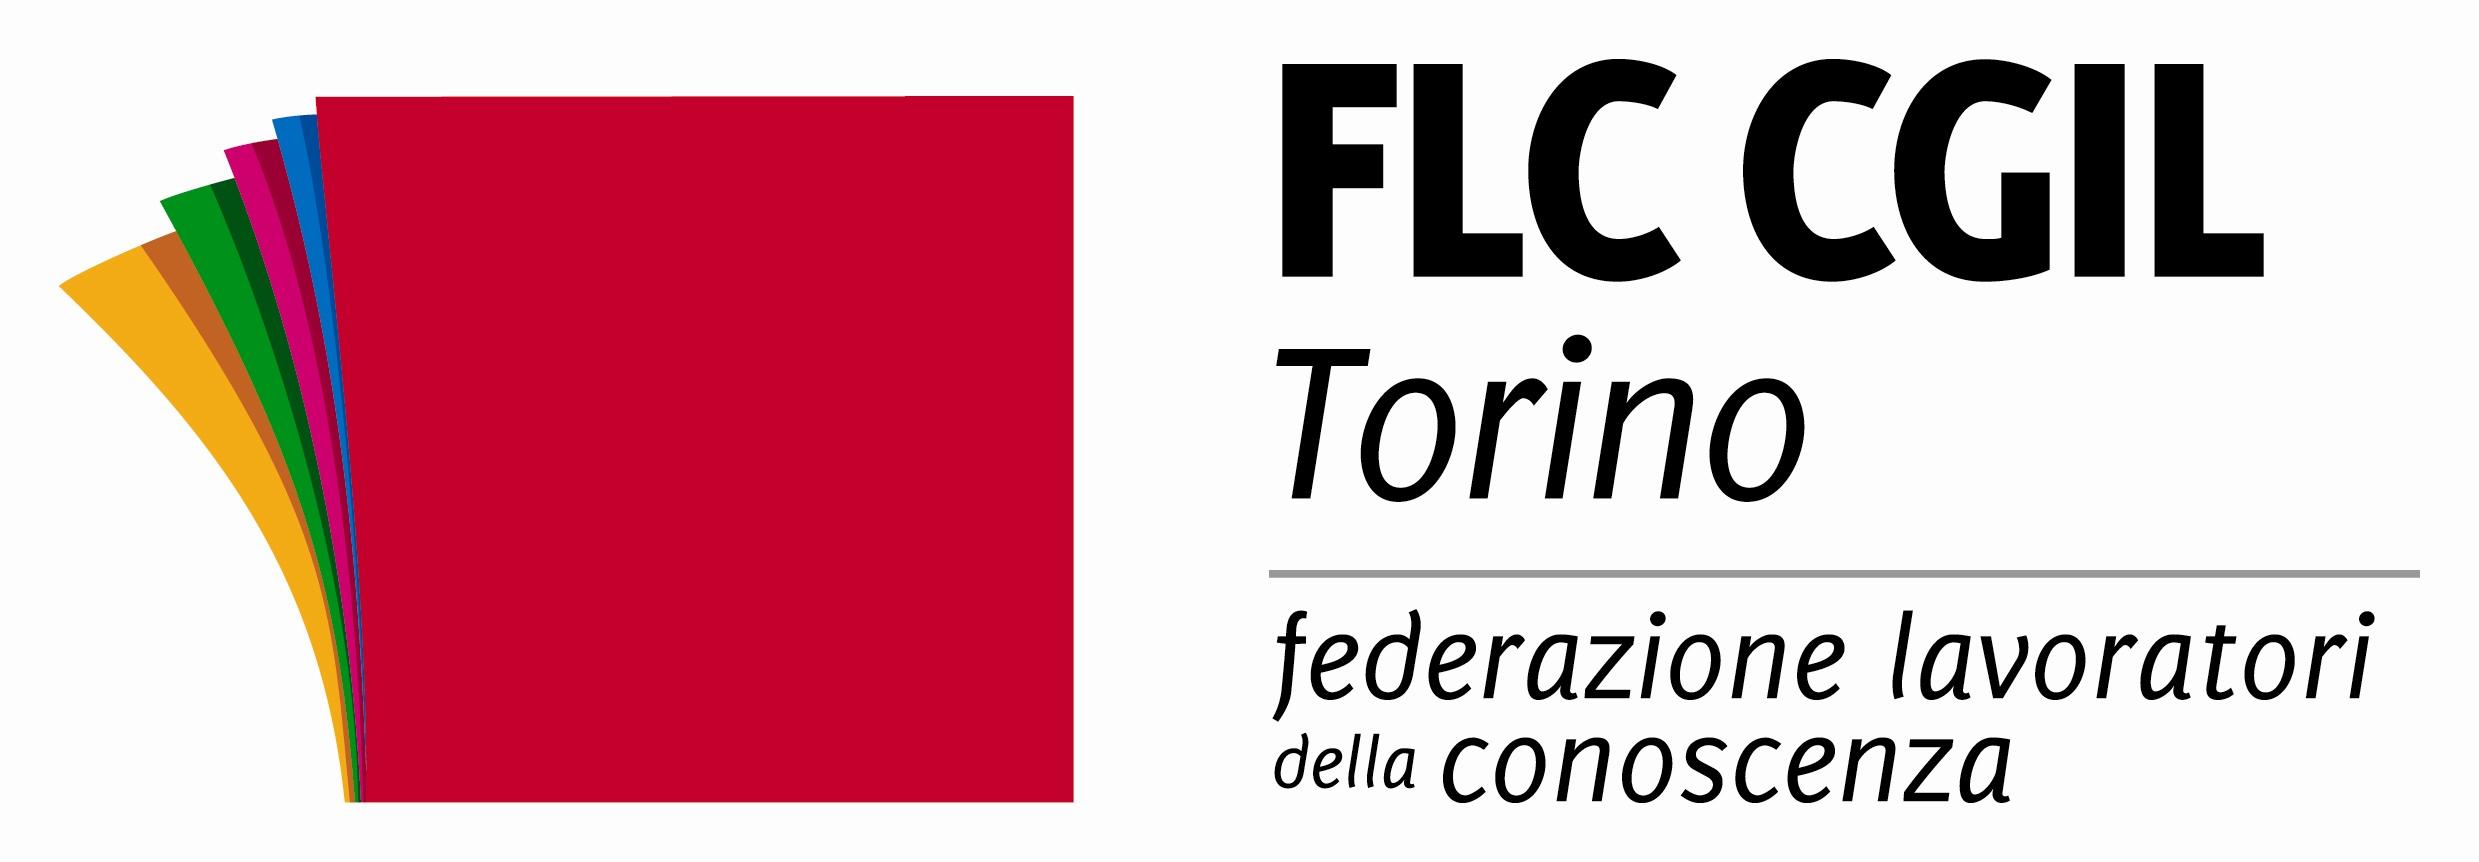 FLC CGIL
Torino
federazione lavoratori
della conoscenza